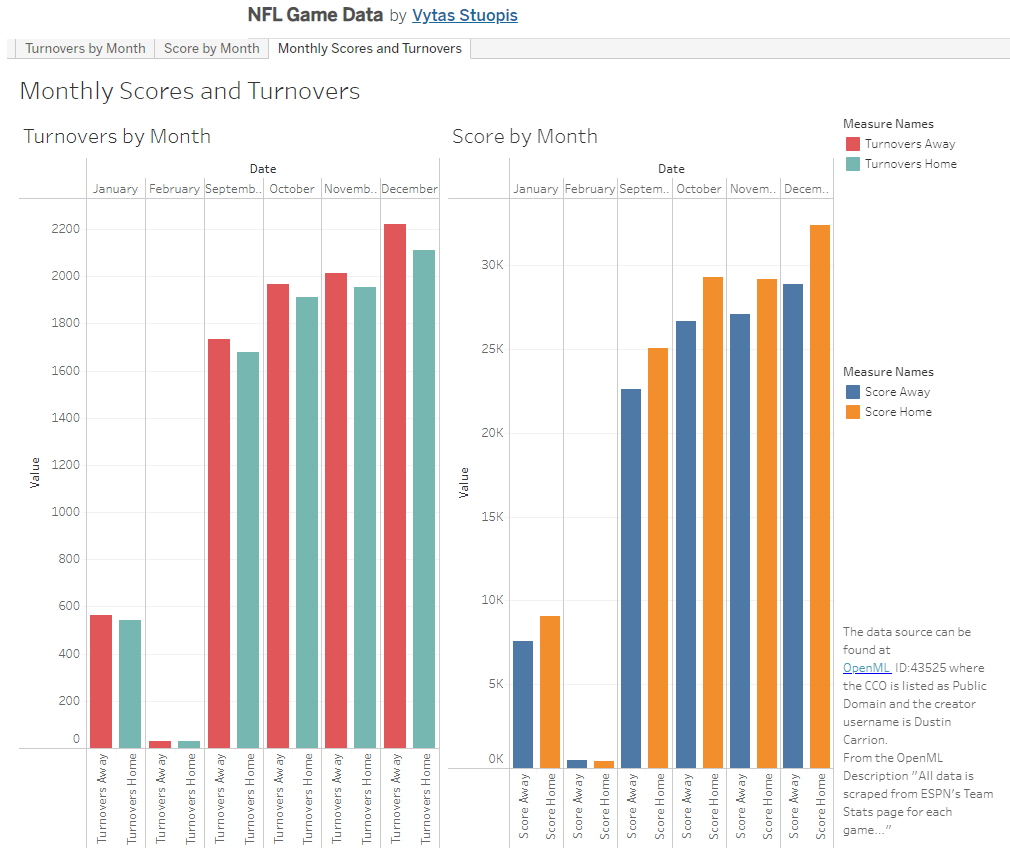 NFL Game Data by Vytas Stuopis
Turnovers by Month
Score by Month
Monthly Scores and Turnovers
Monthly Scores and Turnovers
Turnovers by Month
Date
January
February
Septemb..
October
Novemb..
December
2200
2000
1800
1600
1400
1200
1000
800
600
400
200
0
Value
Turnovers Away
Turnovers Home
Turnovers Away
Turnovers Home
Turnovers Away
Turnovers Home
Turnovers Away
Turnovers Home
Turnovers Away
Turnovers Home
Turnovers Away
Turnovers Home
Score by Month
Date
January
February
Septem..
October
Novem..
Decem..
30K
25K
20K
15K
10K
5K
0K
Value
Score Away
Score Home
Score Away
Score Home
Score Away
Score Home
Score Away
Score Home
Score Away
Score Home
Score Away
Score Home
Measure Names
Turnovers Away
Turnovers Home
Measure Names
Score Away
Score Home
The data source can be
found at
OpenML ID:43525 where
the CCO is listed as Public
Domain and the creator
username is Dustin
Carrion.
From the OpenML
Description "All data is
scraped from ESPN's Team
Stats page for each
game..."